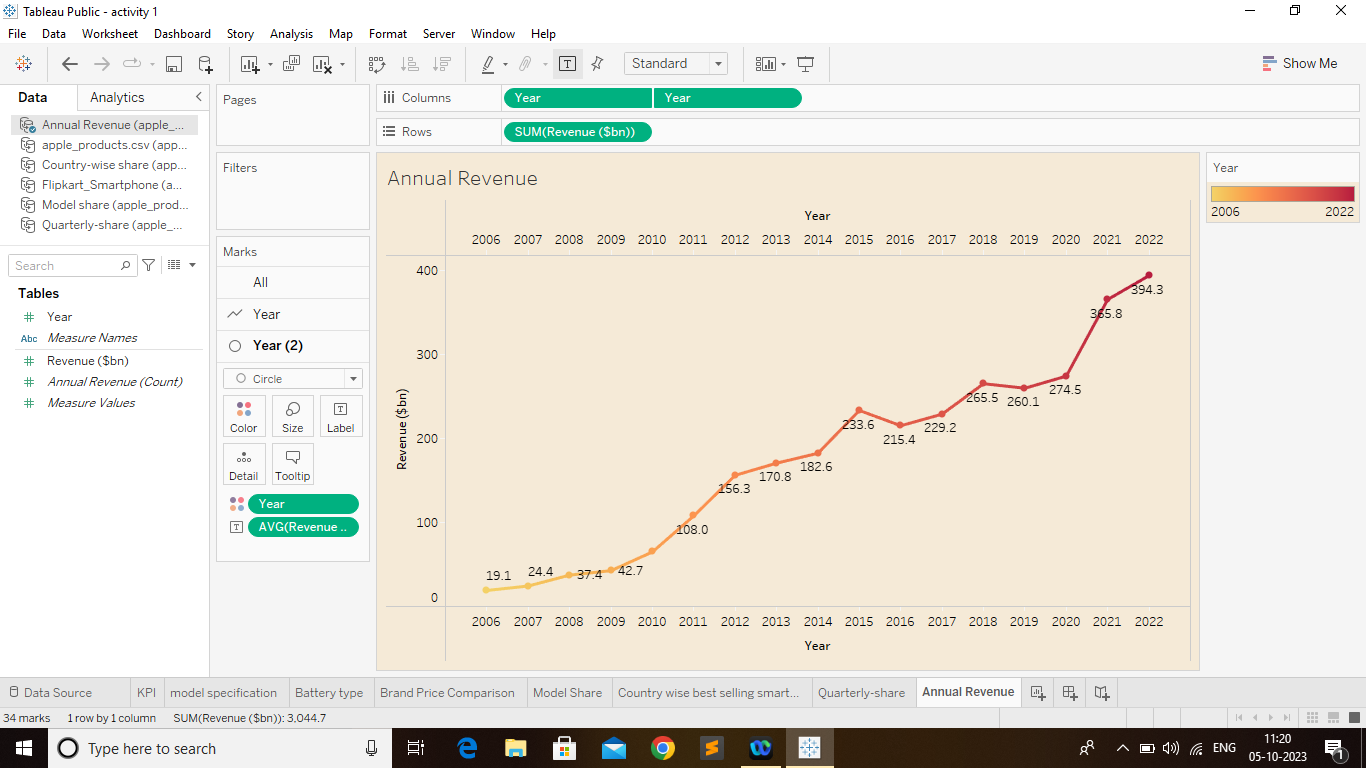 Tableau Public - activity 1
File Data Worksheet Dashboard Story Analysis Map Format Server Window Help
Standard
Show Me
Data Analytics
Annual Revenue (apple_...
apple_products.csv (app...
Country-wise share (app...
Flipkart_Smartphone (a...
Model share (apple_prod...
Quarterly-share (apple_...
Search
Tables
Year
Abc Measure Names
Revenue ($bn)
Annual Revenue (Count)
Measure Values
Pages
Filters
Marks
All
Year
Year (2)
Circle
Color Size Label
Detail Tooltip
Year
AVG(Revenue ..
Columns Year Year
Rows SUM(Revenue ($bn))
Annual Revenue
Year
2006 2007 2008 2009 2010 2011 2012 2013 2014 2015 2016 2017 2018 2019 2020 2021 2022
Revenue ($bn)
400
300
200
100
0
19.1 24.4 37.4 42.7 108.0 156.3 170.8 182.6 233.6 215.4 229.2 265.5 260.1 274.5 365.8 394.3
2006 2007 2008 2009 2010 2011 2012 2013 2014 2015 2016 2017 2018 2019 2020 2021 2022
Year
Year
2006 2022
Data Source KPI model specification Battery type Brand Price Comparison Model Share Country wise best selling smart... Quarterly-share Annual Revenue
34 marks 1 row by 1 column SUM(Revenue ($bn)): 3,044.7
Type here to search
ENG
11:20
05-10-2023
1